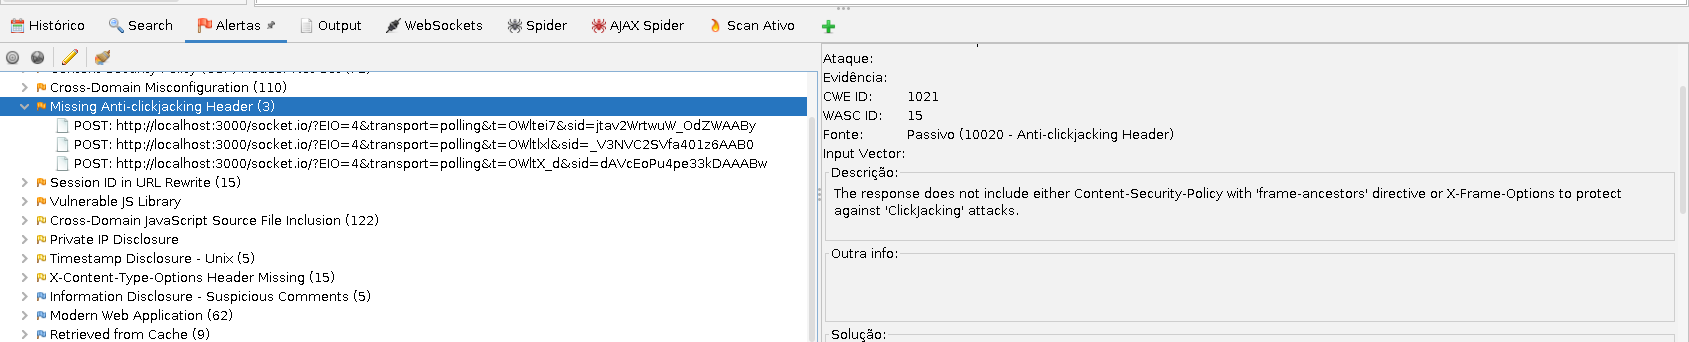 Histórico Search Alertas Output WebSockets Spider AJAX Spider Scan Ativo
Cross-Domain Misconfiguration (110)
Missing Anti-clickjacking Header (3)
POST: http://localhost:3000/socket.io/?EIO=4&transport=polling&t=OWltei7&sid=jtav2WrtwuW_OdZWAABy
POST: http://localhost:3000/socket.io/?EIO=4&transport=polling&t=OWltlxl&sid=_V3NVC2SVfa401z6AAB0
POST: http://localhost:3000/socket.io/?EIO=4&transport=polling&t=OWltX_d&sid=dAVcEoPu4pe33kDAAABw
Session ID in URL Rewrite (15)
Vulnerable JS Library
Cross-Domain JavaScript Source File Inclusion (122)
Private IP Disclosure
Timestamp Disclosure - Unix (5)
X-Content-Type-Options Header Missing (15)
Information Disclosure - Suspicious Comments (5)
Modern Web Application (62)
Retrieved from Cache (9)
Ataque:
Evidência:
CWE ID: 1021
WASC ID: 15
Fonte: Passivo (10020 - Anti-clickjacking Header)
Input Vector:
Descrição:
The response does not include either Content-Security-Policy with 'frame-ancestors' directive or X-Frame-Options to protect
against 'ClickJacking' attacks.
Outra info:
Solução: